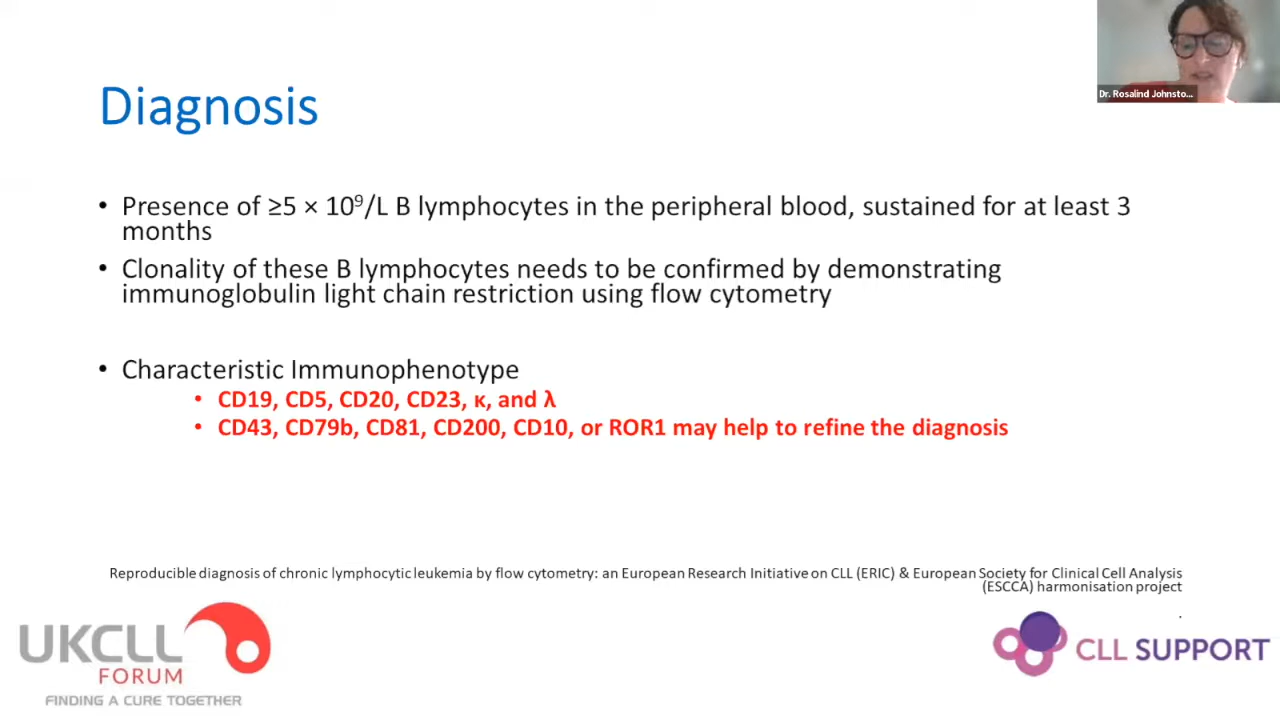 Dr. Rosalind Johnsto...
Diagnosis
• Presence of ≥5 × 10⁹/L B lymphocytes in the peripheral blood, sustained for at least 3
months
• Clonality of these B lymphocytes needs to be confirmed by demonstrating
immunoglobulin light chain restriction using flow cytometry
• Characteristic Immunophenotype
• CD19, CD5, CD20, CD23, κ, and λ
• CD43, CD79b, CD81, CD200, CD10, or ROR1 may help to refine the diagnosis
Reproducible diagnosis of chronic lymphocytic leukemia by flow cytometry: an European Research Initiative on CLL (ERIC) & European Society for Clinical Cell Analysis
(ESCCA) harmonisation project
.
UKCLL
FORUM
FINDING A CURE TOGETHER
CLL SUPPORT